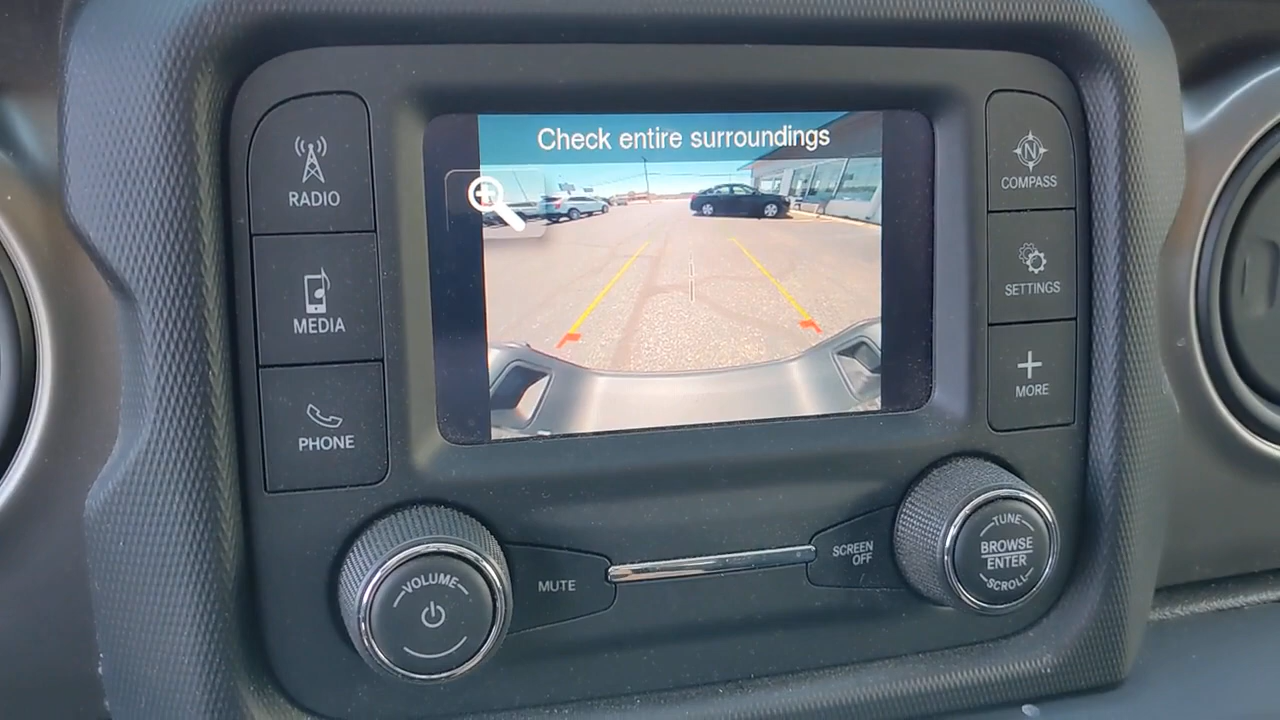 Check entire surroundings
RADIO
MEDIA
PHONE
N
COMPASS
SETTINGS
MORE
VOLUME
MUTE
SCREEN
OFF
TUNE
BROWSE
ENTER
SCROLL